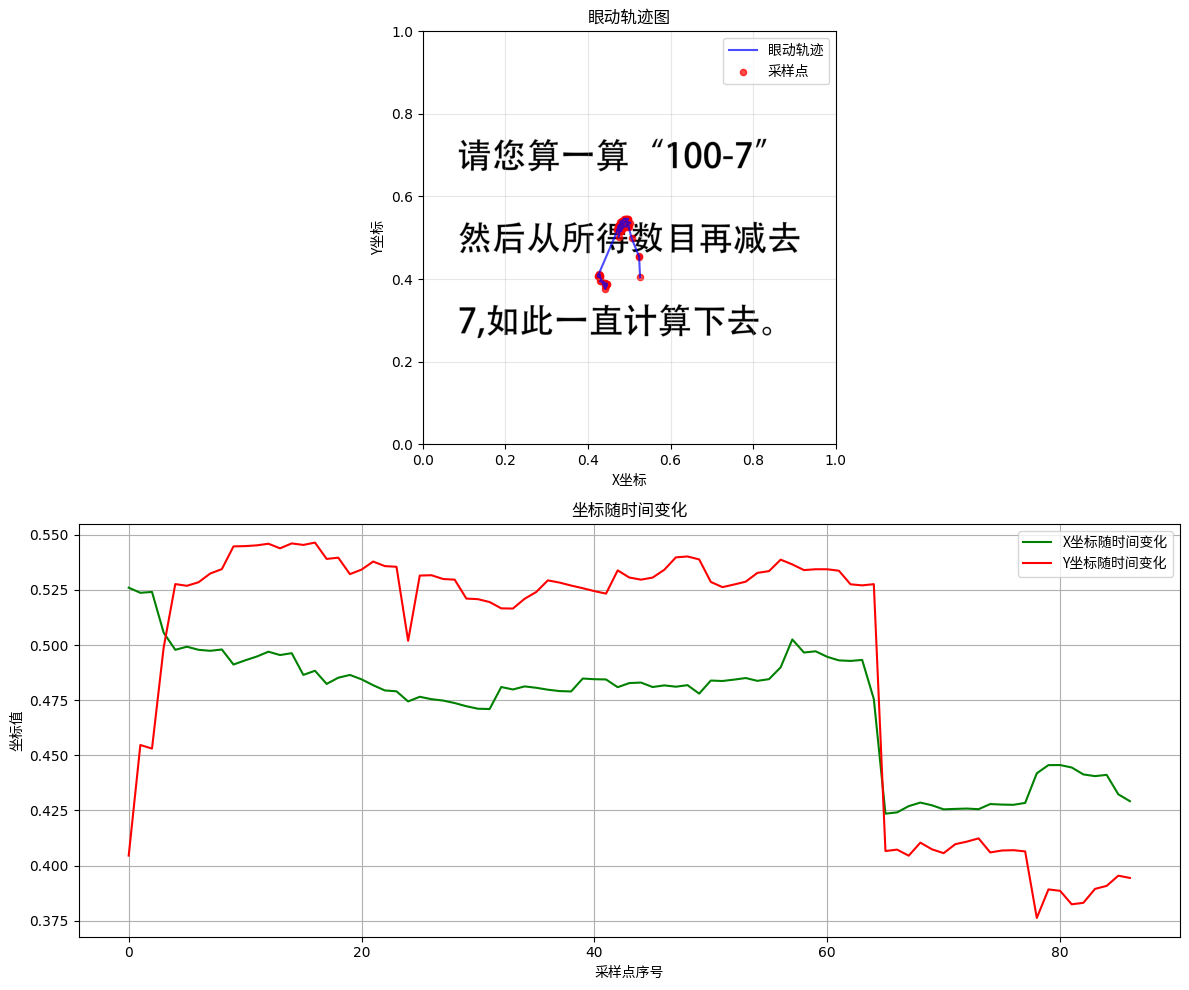 眼动轨迹图
1.0
0.8
0.6
0.4
0.2
0.0
Y坐标
眼动轨迹
采样点
请您算一算“100-7”
然后从所得数目再减去
7,如此一直计算下去。
0.0 0.2 0.4 0.6 0.8 1.0
X坐标
坐标随时间变化
0.550
0.525
0.500
0.475
0.450
0.425
0.400
0.375
坐标值
X坐标随时间变化
Y坐标随时间变化
0 20 40 60 80
采样点序号